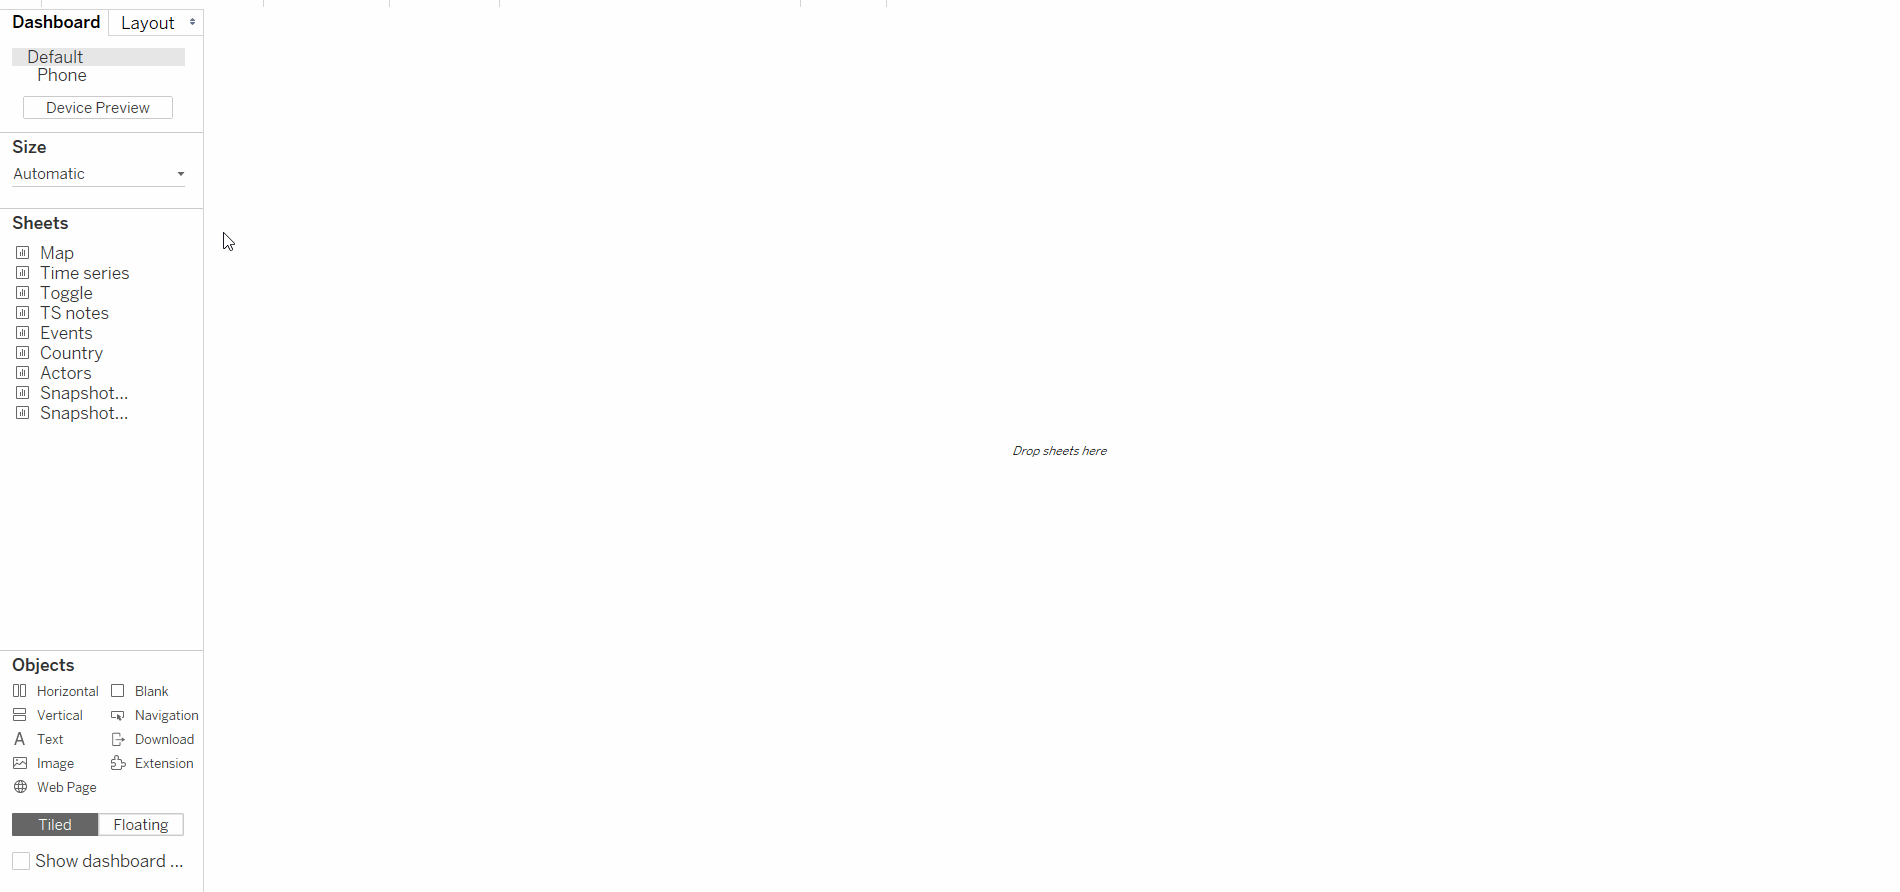 Dashboard Layout
Default
Phone
Device Preview
Size
Automatic
Sheets
Map
Time series
Toggle
TS notes
Events
Country
Actors
Snapshot...
Snapshot...
Drop sheets here
Objects
Horizontal Blank
Vertical Navigation
Text Download
Image Extension
Web Page
Tiled Floating
Show dashboard ...